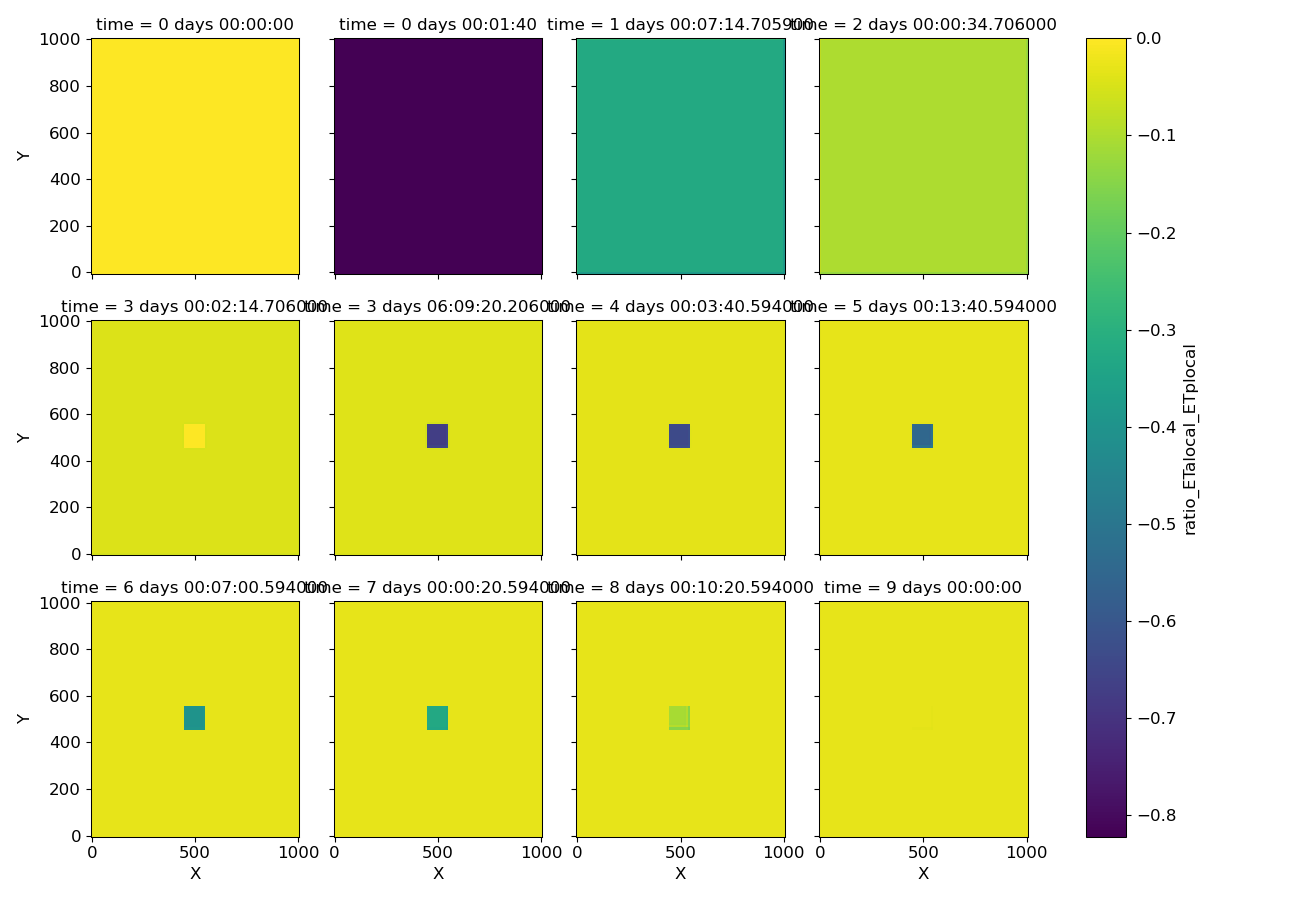 time = 0 days 00:00:00
time = 0 days 00:01:40
time = 1 days 00:07:14.705900
time = 2 days 00:00:34.706000
1000
800
600
400
200
0
Y
time = 3 days 00:02:14.706000
time = 3 days 06:09:20.206000
time = 4 days 00:03:40.594000
time = 5 days 00:13:40.594000
1000
800
600
400
200
0
Y
time = 6 days 00:07:00.594000
time = 7 days 00:00:20.594000
time = 8 days 00:10:20.594000
time = 9 days 00:00:00
1000
800
600
400
200
0
Y
0 500 1000
X
0 500 1000
X
0 500 1000
X
0 500 1000
X
0.0
−0.1
−0.2
−0.3
−0.4
−0.5
−0.6
−0.7
−0.8
ratio_ETalocal_ETplocal